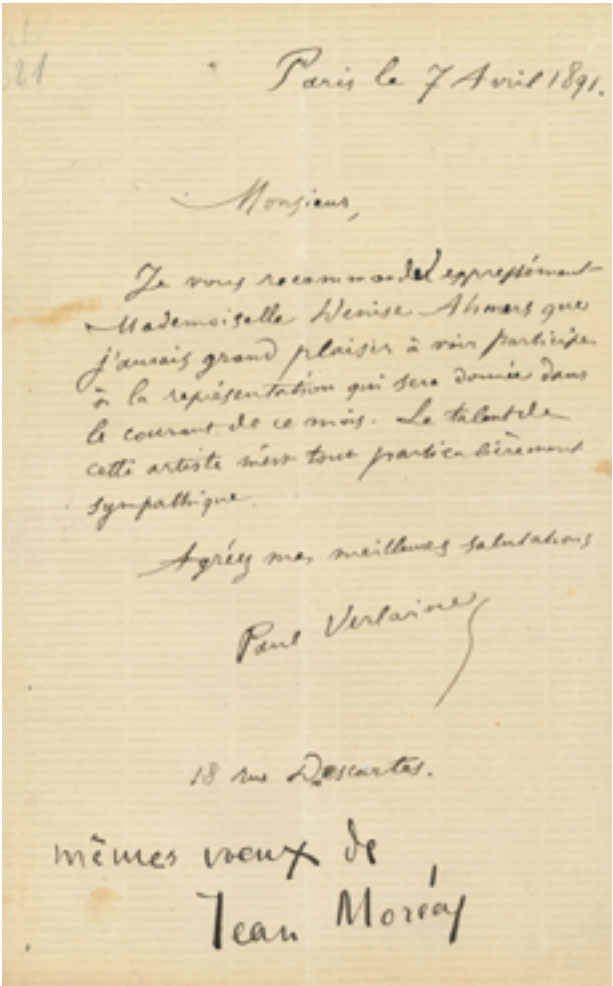 21
Paris le 7 Avril 1891.
Monsieur,
Je vous recommande expressément
Mademoiselle Denise Ahmers que
j'aurais grand plaisir à voir participer
à la représentation qui sera donnée dans
le courant de ce mois. Le talent de
cette artiste m'est tout particulièrement
sympathique.
Agréez mes meilleures salutations
Paul Verlaine
18 rue Descartes.
mêmes voeux de
Jean Moréas